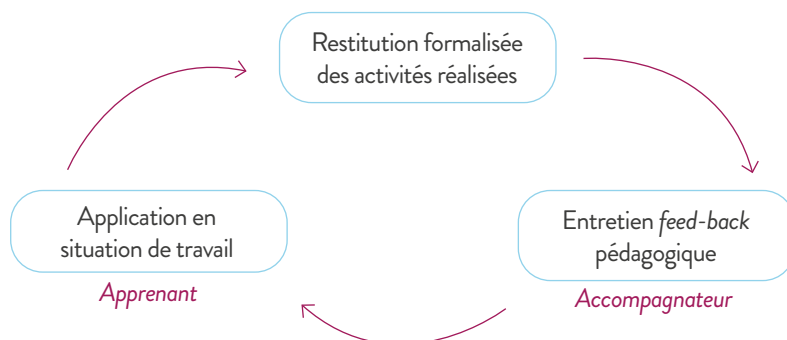 Restitution formalisée
des activités réalisées
Application en
situation de travail
Apprenant
Entretien feed-back
pédagogique
Accompagnateur